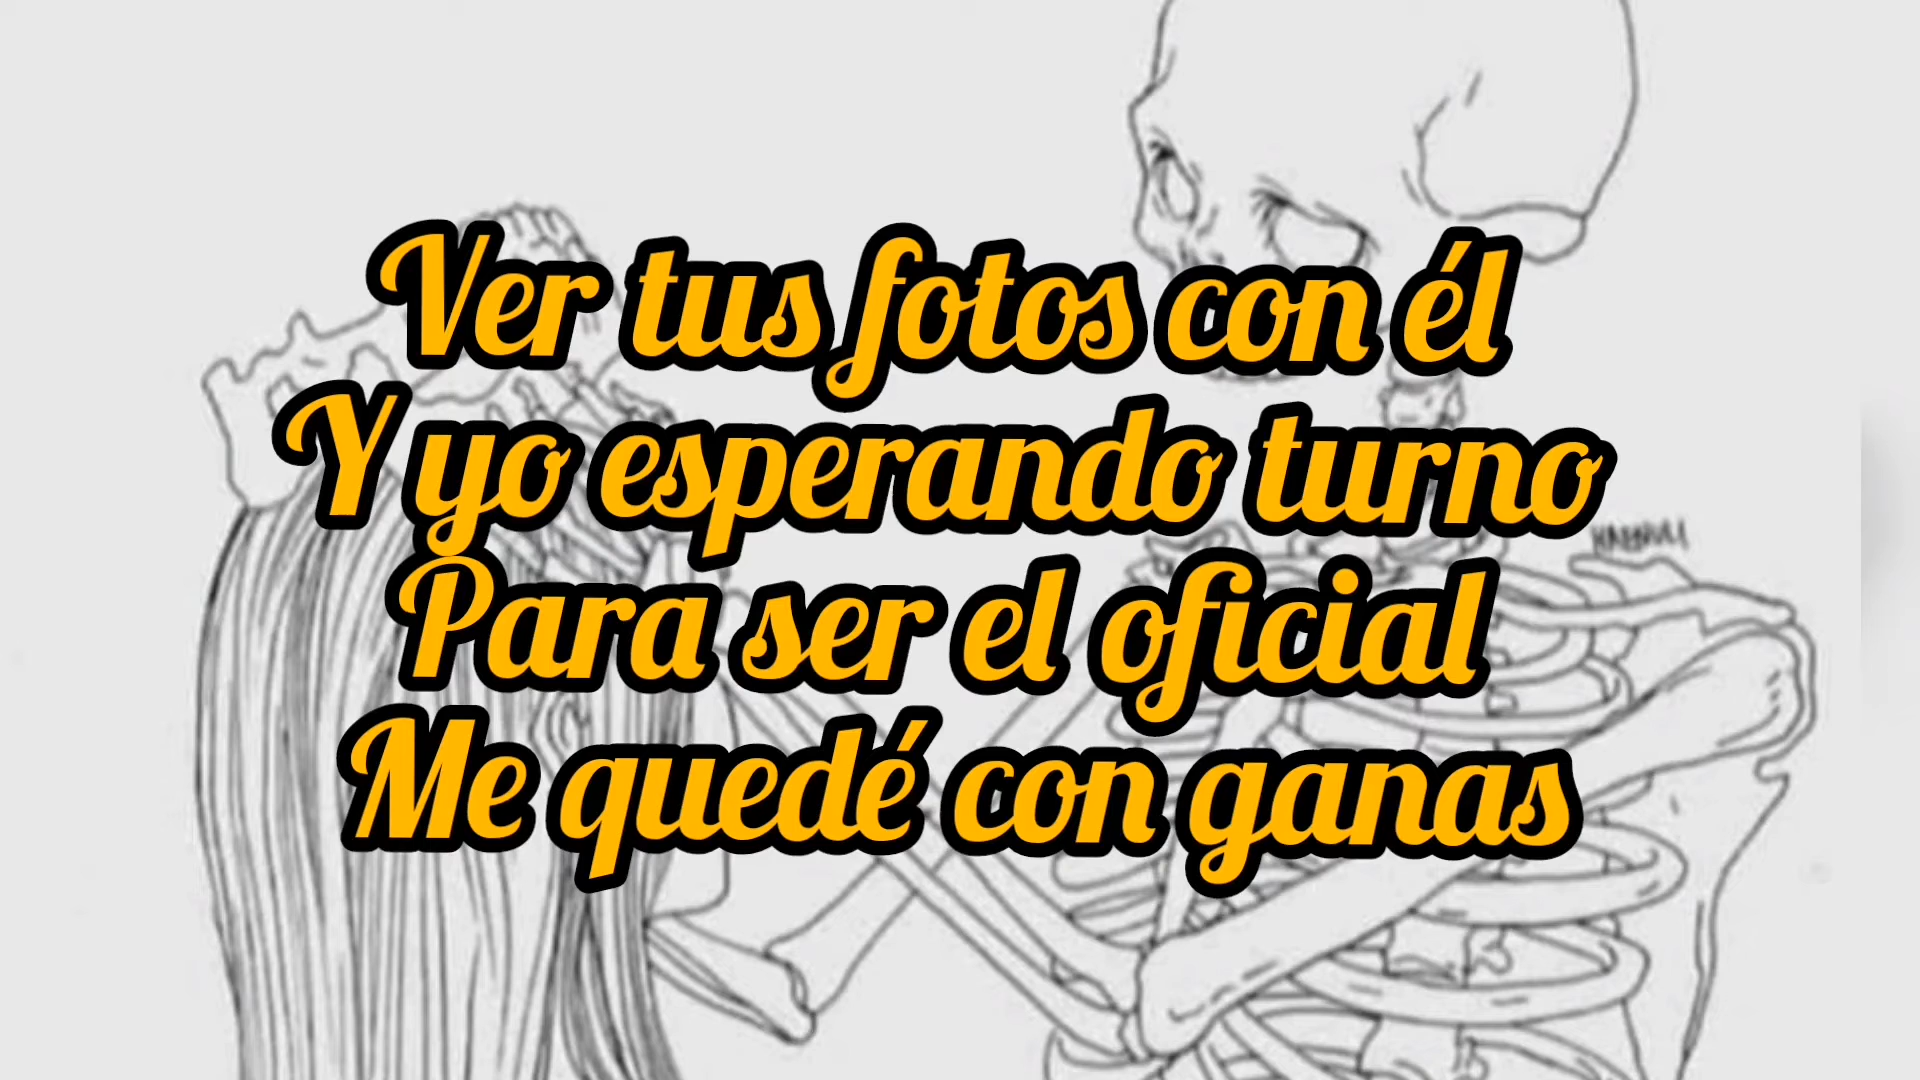 Ver tus fotos con él
Y yo esperando turno
Para ser el oficial
Me quedé con ganas